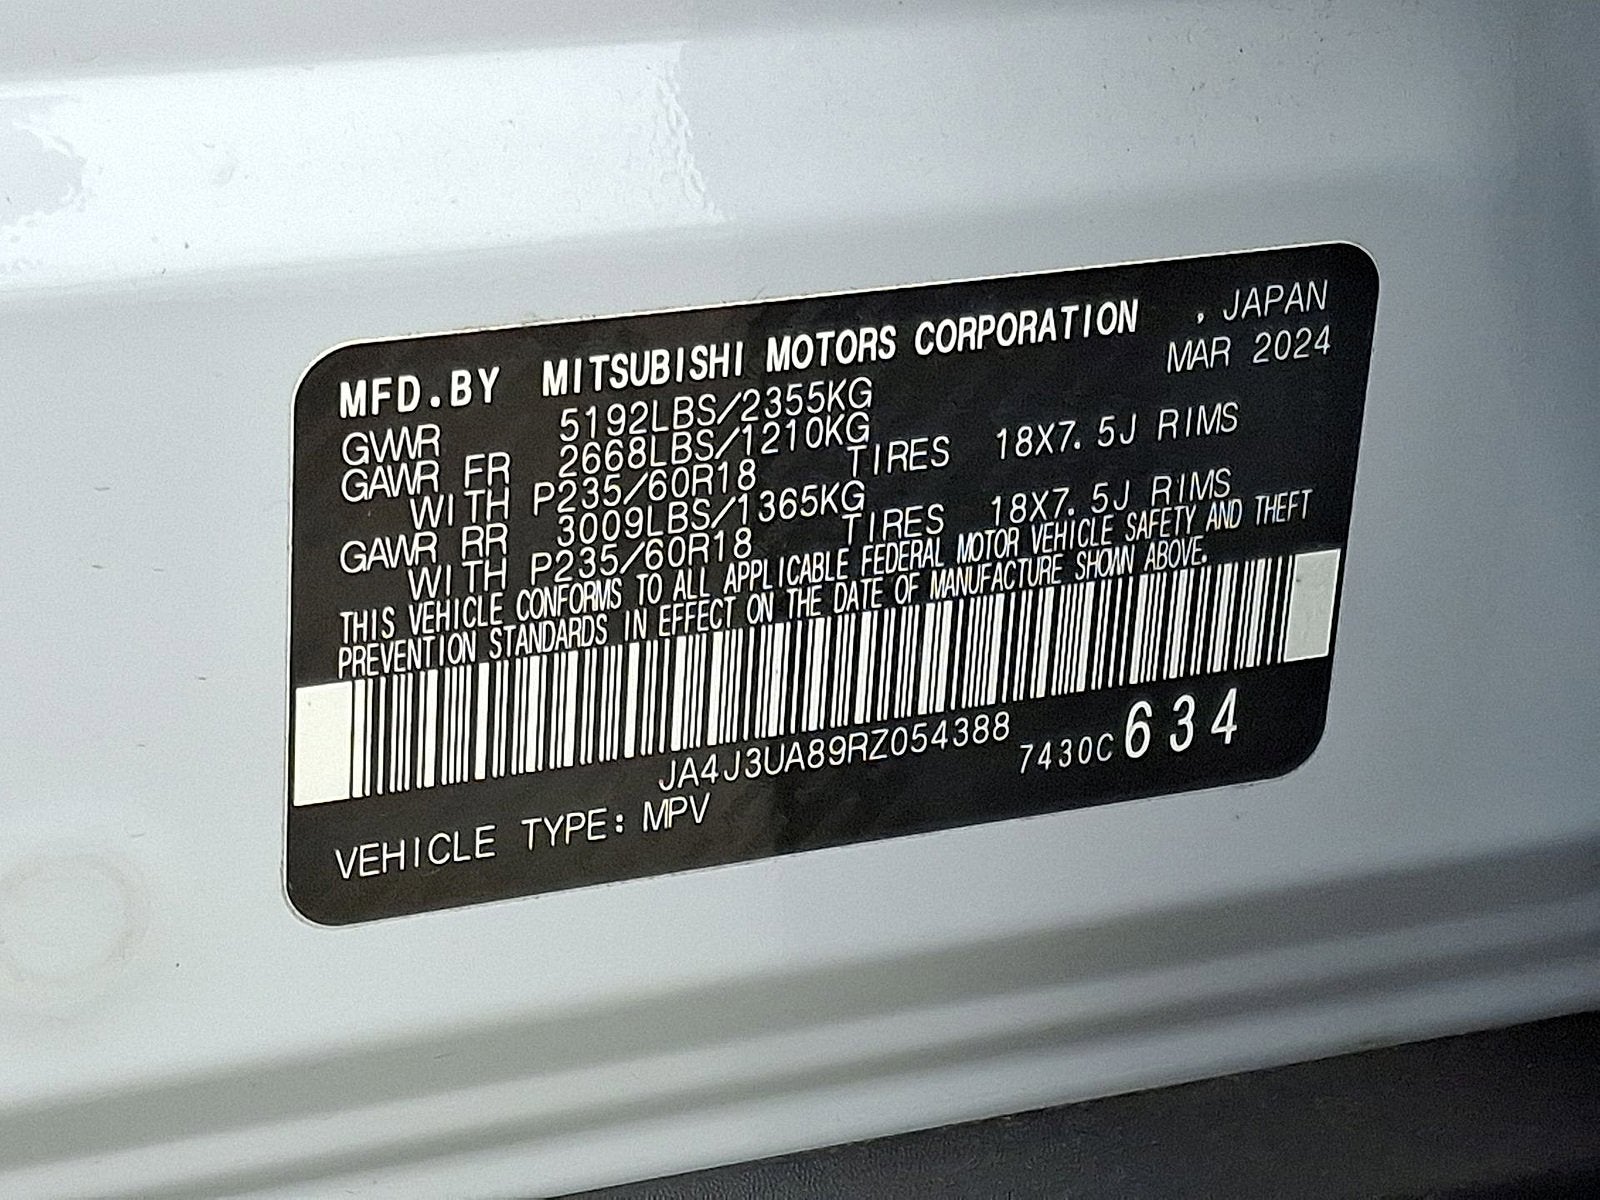 MFD.BY MITSUBISHI MOTORS CORPORATION , JAPAN
MAR 2024
GVWR 5192LBS/2355KG
GAWR FR 2668LBS/1210KG
WITH P235/60R18 TIRES 18X7.5J RIMS
GAWR RR 3009LBS/1365KG
WITH P235/60R18 TIRES 18X7.5J RIMS
THIS VEHICLE CONFORMS TO ALL APPLICABLE FEDERAL MOTOR VEHICLE SAFETY AND THEFT
PREVENTION STANDARDS IN EFFECT ON THE DATE OF MANUFACTURE SHOWN ABOVE.
JA4J3UA89RZ054388 7430C 634
VEHICLE TYPE: MPV